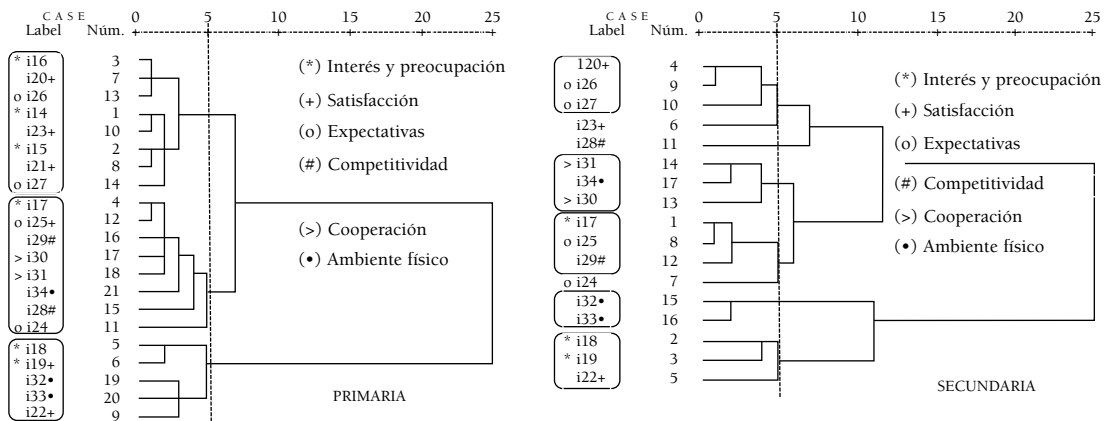 CASE 0 5 10 15 20 25
Label Núm.
* i16 3
i20+ 7
o i26 13
* i14 1
i23+ 10
* i15 2
i21+ 8
o i27 14
* i17 4
o i25+ 12
i29# 16
> i30 17
> i31 18
i34• 21
i28# 15
o i24 11
* i18 5
* i19+ 6
i32• 19
i33• 20
i22+ 9
(*) Interés y preocupación
(+) Satisfacción
(o) Expectativas
(#) Competitividad
(>) Cooperación
(•) Ambiente físico
PRIMARIA
CASE 0 5 10 15 20 25
Label Núm.
120+ 4
o i26 9
o i27 10
i23+ 6
i28# 11
> i31 14
i34• 17
> i30 13
* i17 1
o i25 8
i29# 12
o i24 7
i32• 15
i33• 16
* i18 2
* i19 3
i22+ 5
(*) Interés y preocupación
(+) Satisfacción
(o) Expectativas
(#) Competitividad
(>) Cooperación
(•) Ambiente físico
SECUNDARIA